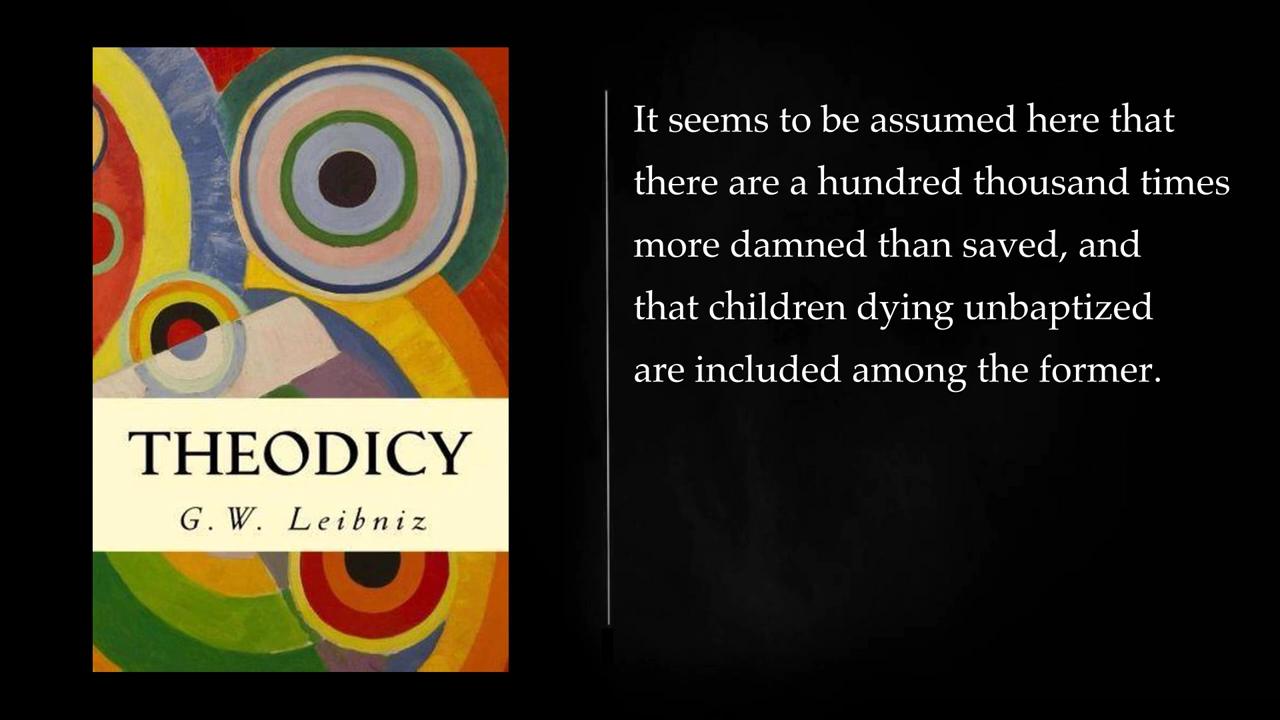 THEODICY
G. W. Leibniz
It seems to be assumed here that
there are a hundred thousand times
more damned than saved, and
that children dying unbaptized
are included among the former.